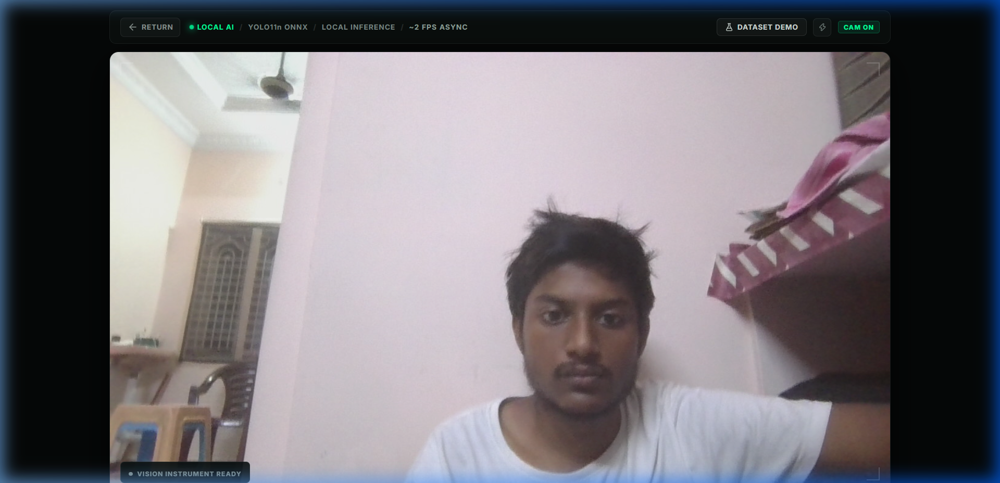 RETURN LOCAL AI / YOLO11n ONNX / LOCAL INFERENCE / ~2 FPS ASYNC DATASET DEMO CAM ON
VISION INSTRUMENT READY